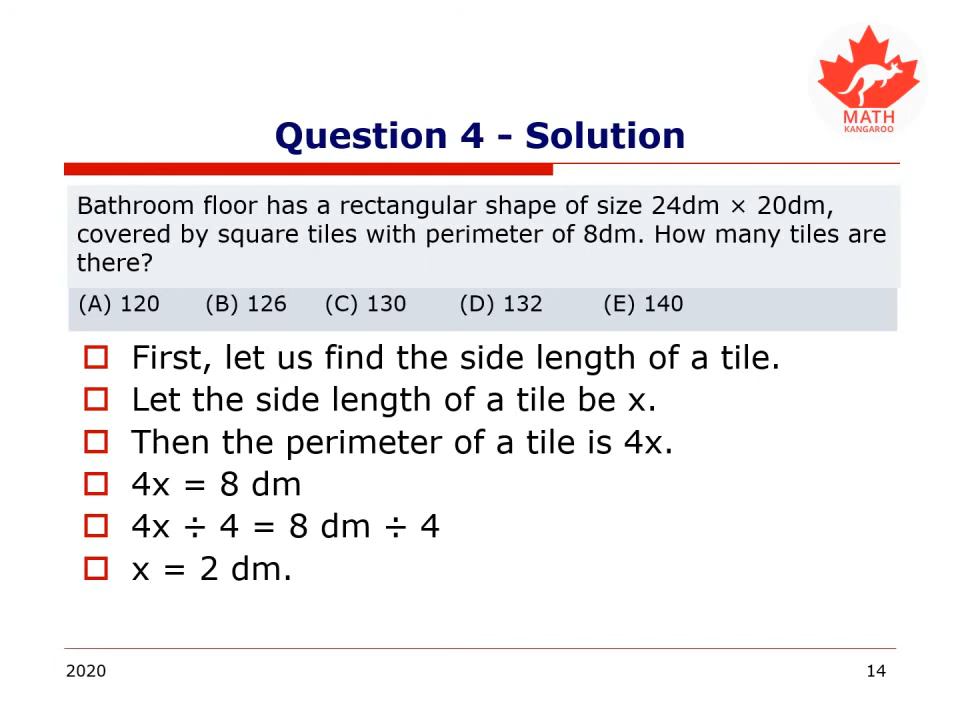 MATH
KANGAROO
Question 4 - Solution
Bathroom floor has a rectangular shape of size 24dm × 20dm,
covered by square tiles with perimeter of 8dm. How many tiles are
there?
(A) 120 (B) 126 (C) 130 (D) 132 (E) 140
First, let us find the side length of a tile.
Let the side length of a tile be x.
Then the perimeter of a tile is 4x.
4x = 8 dm
4x ÷ 4 = 8 dm ÷ 4
x = 2 dm.
2020 14